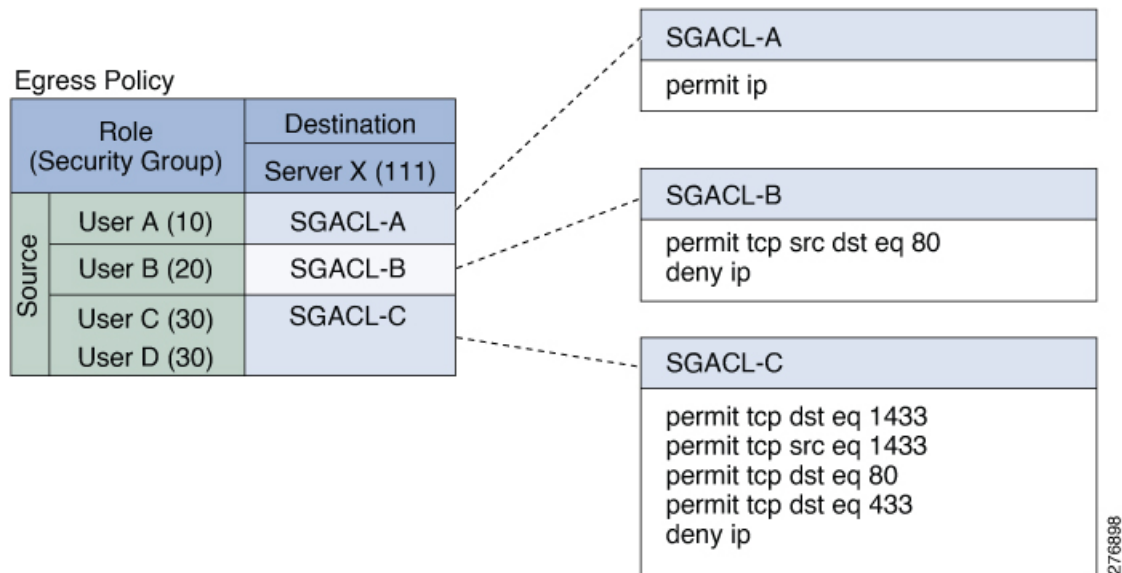 Egress Policy
Role
(Security Group)
Destination
Server X (111)
Source
User A (10)
SGACL-A
User B (20)
SGACL-B
User C (30)
SGACL-C
User D (30)
SGACL-A
permit ip
SGACL-B
permit tcp src dst eq 80
deny ip
SGACL-C
permit tcp dst eq 1433
permit tcp src eq 1433
permit tcp dst eq 80
permit tcp dst eq 433
deny ip
276898